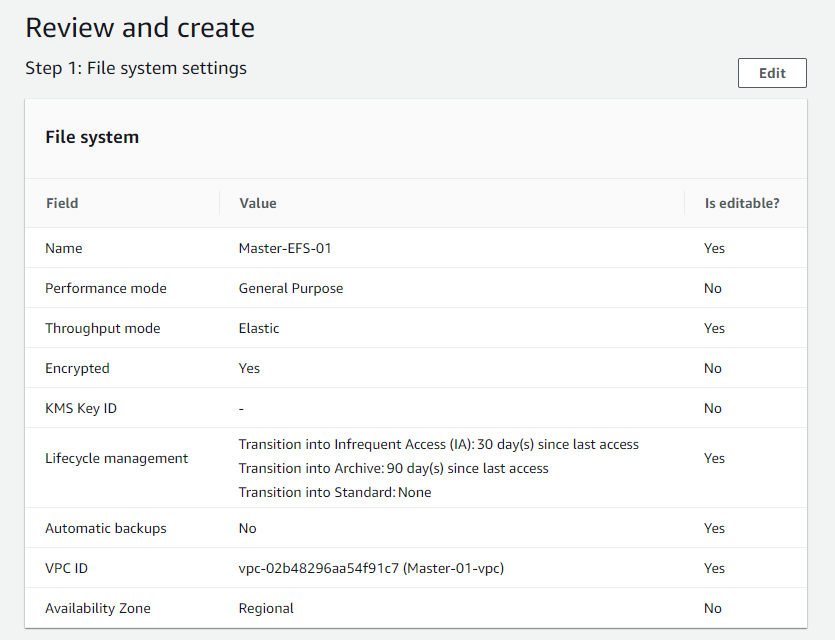 Review and create
Step 1: File system settings
Edit
File system
Field Value Is editable?
Name Master-EFS-01 Yes
Performance mode General Purpose No
Throughput mode Elastic Yes
Encrypted Yes No
KMS Key ID - No
Transition into Infrequent Access (IA): 30 day(s) since last access
Lifecycle management Transition into Archive: 90 day(s) since last access Yes
Transition into Standard: None
Automatic backups No Yes
VPC ID vpc-02b48296aa54f91c7 (Master-01-vpc) Yes
Availability Zone Regional No